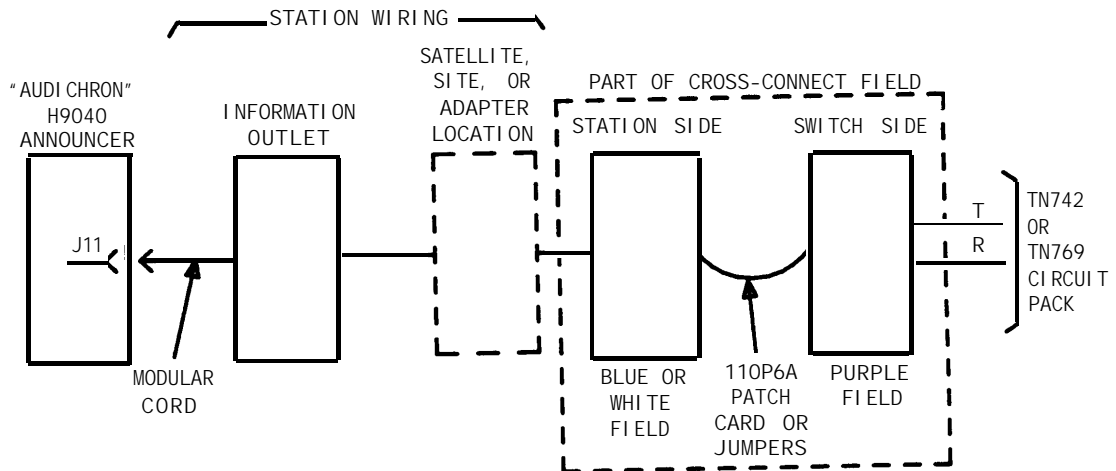 STATION WIRING
"AUDICHRON"
H9040
ANNOUNCER
INFORMATION
OUTLET
SATELLITE,
SITE, OR
ADAPTER
LOCATION
PART OF CROSS-CONNECT FIELD
STATION SIDE
SWITCH SIDE
J11
T
R
TN742
OR
TN769
CIRCUIT
PACK
MODULAR
CORD
BLUE OR
WHITE
FIELD
110P6A
PATCH
CARD OR
JUMPERS
PURPLE
FIELD